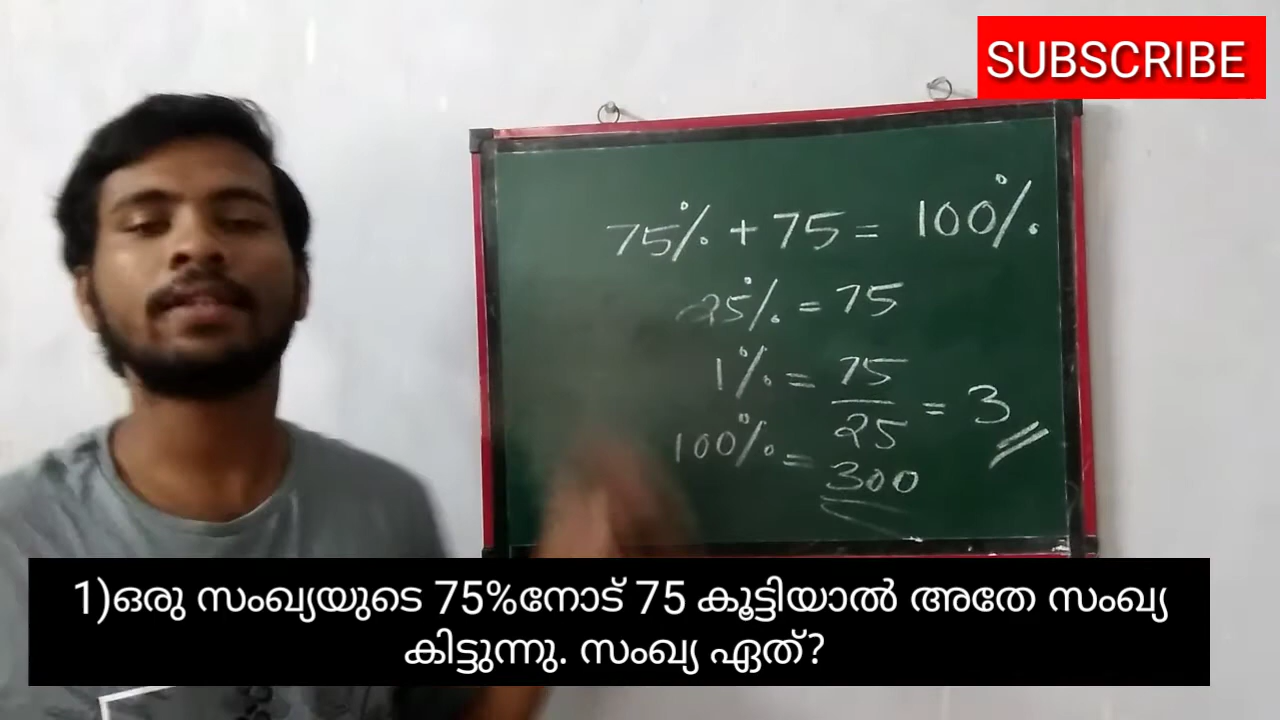 SUBSCRIBE
75% + 75 = 100%
25% = 75
1% = 75/25 = 3
100% = 300
1)ഒരു സംഖ്യയുടെ 75%നോട് 75 കൂട്ടിയാൽ അതേ സംഖ്യ
കിട്ടുന്നു. സംഖ്യ ഏത്?